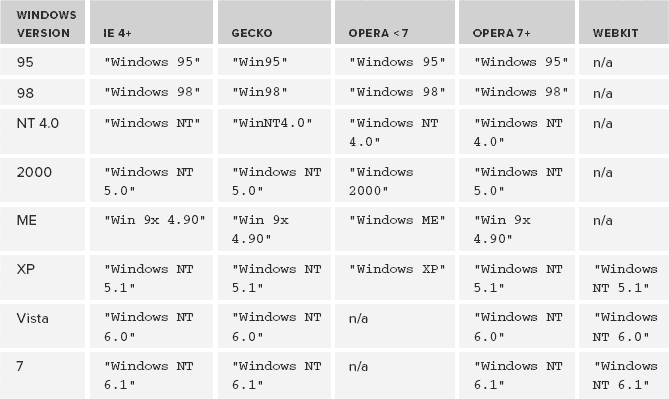 WINDOWS VERSION	IE 4+	GECKO	OPERA <7	OPERA 7+	WEBKIT
95	"Windows 95"	"Win95"	"Windows 95"	"Windows 95"	n/a
98	"Windows 98"	"Win98"	"Windows 98"	"Windows 98"	n/a
NT 4.0	"Windows NT"	"WinNT4.0"	"Windows NT 4.0"	"Windows NT 4.0"	n/a
2000	"Windows NT 5.0"	"Windows NT 5.0"	"Windows 2000"	"Windows NT 5.0"	n/a
ME	"Win 9x 4.90"	"Win 9x 4.90"	"Windows ME"	"Win 9x 4.90"	n/a
XP	"Windows NT 5.1"	"Windows NT 5.1"	"Windows XP"	"Windows NT 5.1"	"Windows NT 5.1"
Vista	"Windows NT 6.0"	"Windows NT 6.0"	n/a	"Windows NT 6.0"	"Windows NT 6.0"
7	"Windows NT 6.1"	"Windows NT 6.1"	n/a	"Windows NT 6.1"	"Windows NT 6.1"